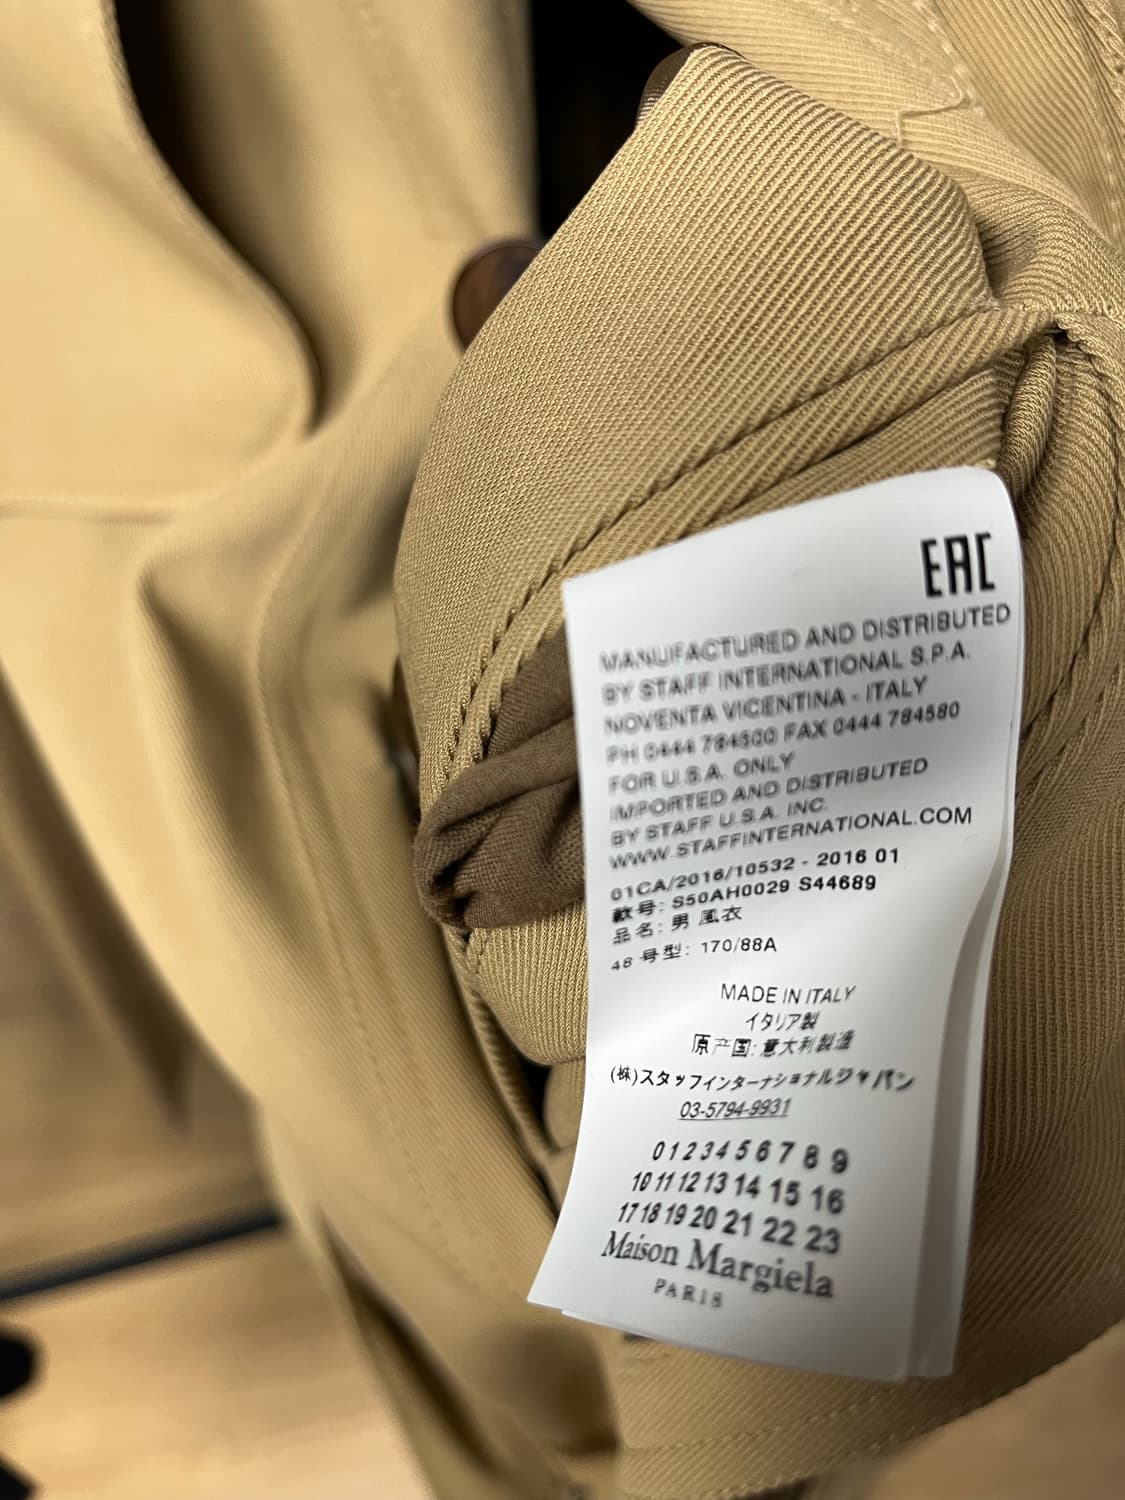 EAC
MANUFACTURED AND DISTRIBUTED
BY STAFF INTERNATIONAL S.P.A.
NOVENTA VICENTINA - ITALY
PH 0444 784500 FAX 0444 784580
FOR U.S.A. ONLY
IMPORTED AND DISTRIBUTED
BY STAFF U.S.A. INC.
WWW.STAFFINTERNATIONAL.COM
01CA/2016/10532 - 2016 01
款号: S50AH0029 S44689
品名: 男 风衣
48 号型: 170/88A
MADE IN ITALY
イタリア製
原产国: 意大利製造
(株)スタッフインターナショナルジャパン
03-5794-9931
0 1 2 3 4 5 6 7 8 9
10 11 12 13 14 15 16
17 18 19 20 21 22 23
Maison Margiela
PARIS